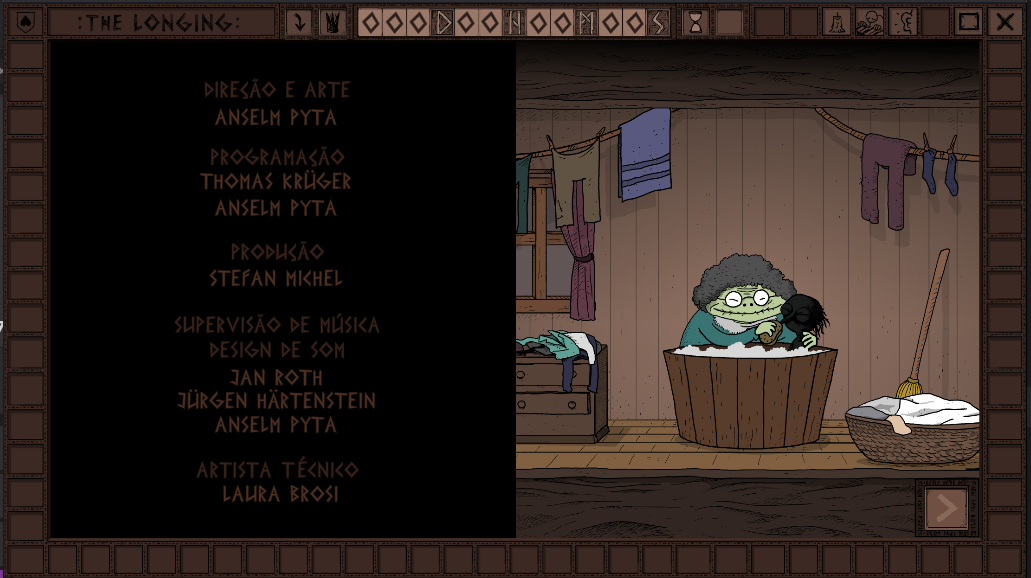 :THE LONGING:
DIREÇÃO E ARTE
ANSELM PYTA
PROGRAMAÇÃO
THOMAS KRÜGER
ANSELM PYTA
PRODUÇÃO
STEFAN MICHEL
SUPERVISÃO DE MÚSICA
DESIGN DE SOM
JAN ROTH
JÜRGEN HÄRTENSTEIN
ANSELM PYTA
ARTISTA TÉCNICO
LAURA BROSI